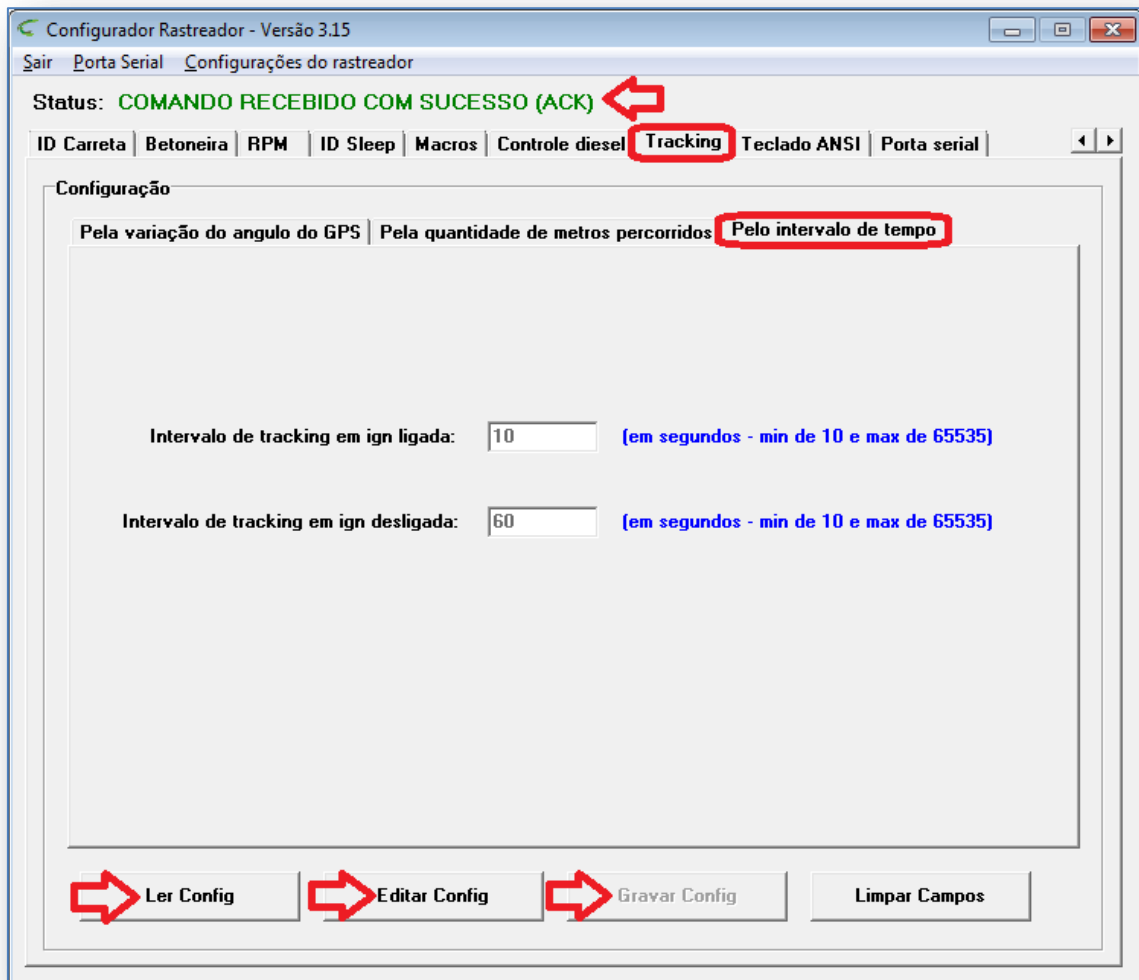 Configurador Rastreador - Versão 3.15
Sair Porta Serial Configurações do rastreador
Status: COMANDO RECEBIDO COM SUCESSO (ACK)
ID Carreta Betoneira RPM ID Sleep Macros Controle diesel Tracking Teclado ANSI Porta serial
Configuração
Pela variação do angulo do GPS Pela quantidade de metros percorridos Pelo intervalo de tempo
Intervalo de tracking em ign ligada: 10 (em segundos - min de 10 e max de 65535)
Intervalo de tracking em ign desligada: 60 (em segundos - min de 10 e max de 65535)
Ler Config Editar Config Gravar Config Limpar Campos